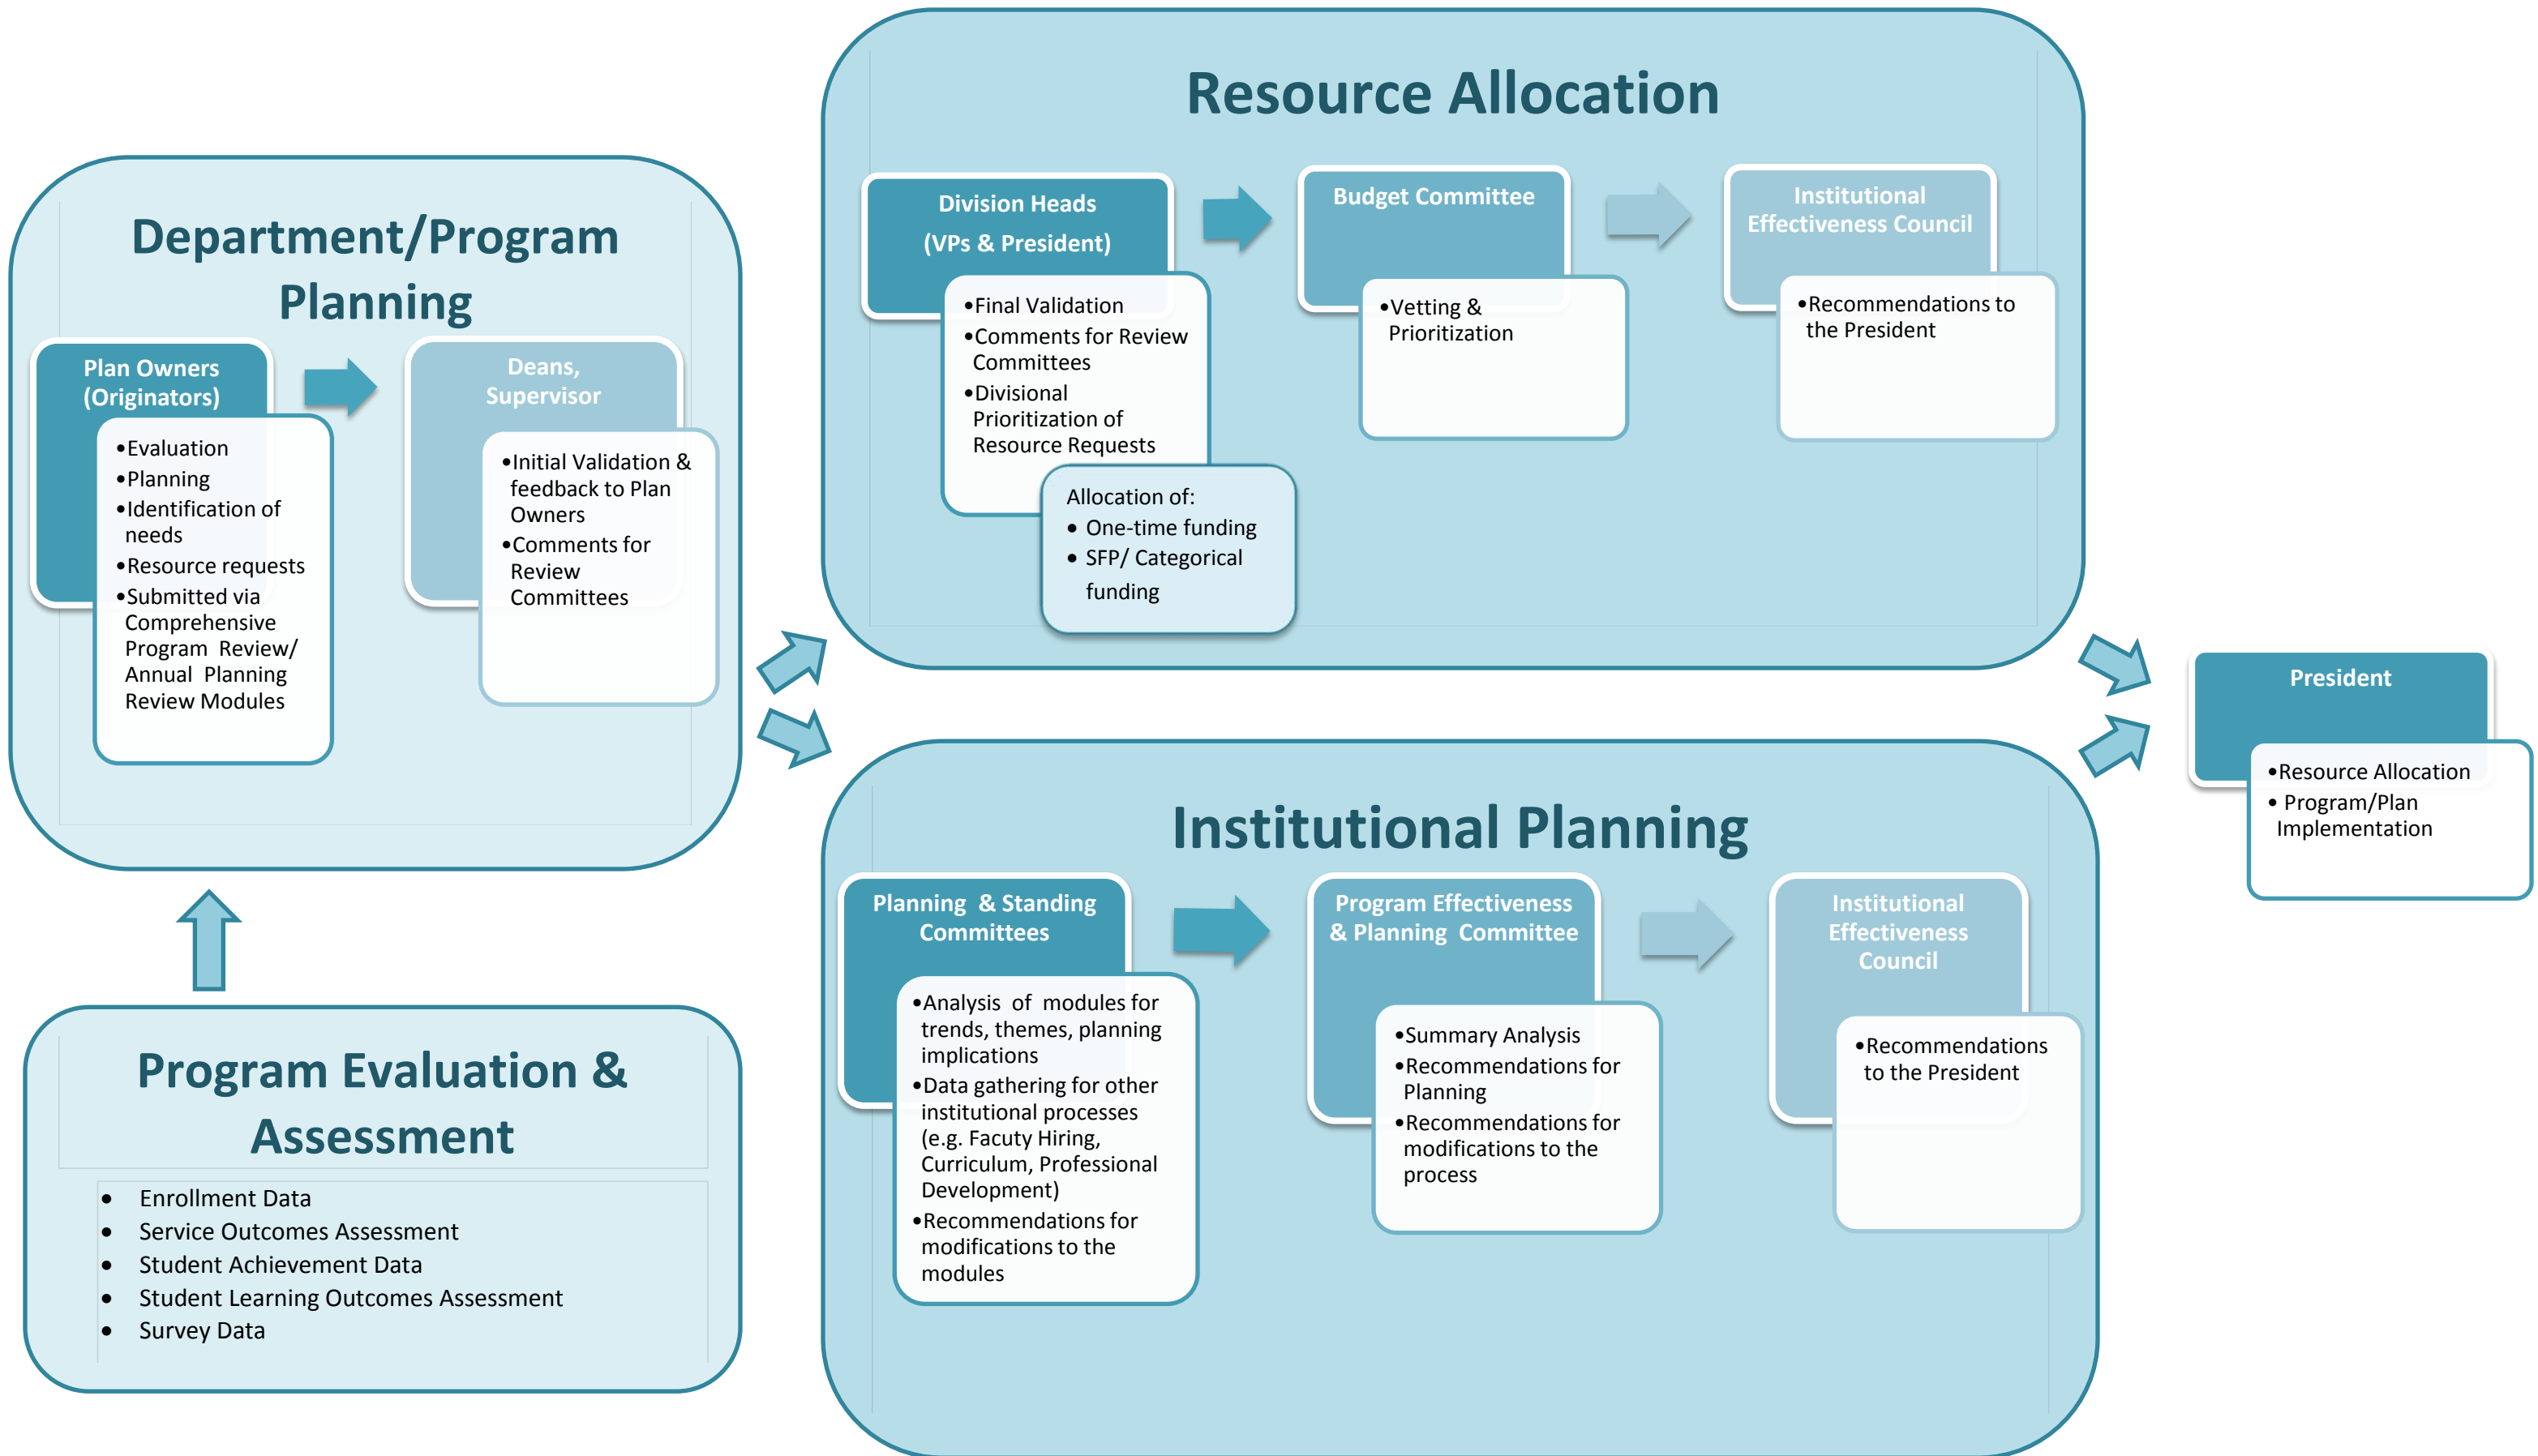 Department/Program
Planning
Plan Owners
(Originators)
•Evaluation
•Planning
•Identification of
needs
•Resource requests
•Submitted via
Comprehensive
Program Review/
Annual Planning
Review Modules
Deans,
Supervisor
•Initial Validation &
feedback to Plan
Owners
•Comments for
Review
Committees
Program Evaluation &
Assessment
• Enrollment Data
• Service Outcomes Assessment
• Student Achievement Data
• Student Learning Outcomes Assessment
• Survey Data
Resource Allocation
Division Heads
(VPs & President)
•Final Validation
•Comments for Review
Committees
•Divisional
Prioritization of
Resource Requests
Allocation of:
• One-time funding
• SFP/ Categorical
funding
Budget Committee
•Vetting &
Prioritization
Institutional
Effectiveness Council
•Recommendations to
the President
Institutional Planning
Planning & Standing
Committees
•Analysis of modules for
trends, themes, planning
implications
•Data gathering for other
institutional processes
(e.g. Facuty Hiring,
Curriculum, Professional
Development)
•Recommendations for
modifications to the
modules
Program Effectiveness
& Planning Committee
•Summary Analysis
•Recommendations for
Planning
•Recommendations for
modifications to the
process
Institutional
Effectiveness
Council
•Recommendations
to the President
President
•Resource Allocation
• Program/Plan
Implementation